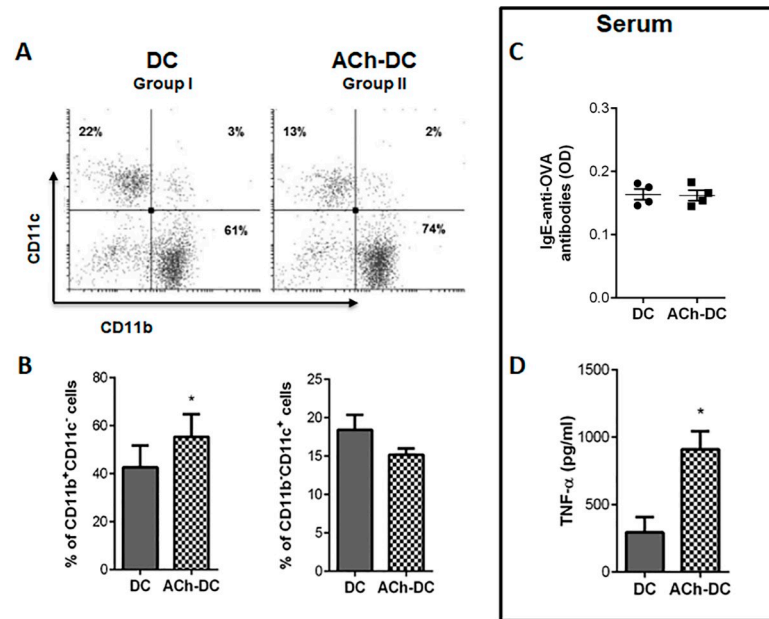 A
DC
Group I
ACh-DC
Group II
22%
3%
61%
13%
2%
74%
CD11c
CD11b
B
% of CD11b+CD11c- cells
80
60
40
20
0
*
DC
ACh-DC
% of CD11b-CD11c+ cells
25
20
15
10
5
0
DC
ACh-DC
Serum
C
IgE-anti-OVA
antibodies (OD)
0.3
0.2
0.1
0.0
DC
ACh-DC
D
TNF-α (pg/ml)
1500
1000
500
0
*
DC
ACh-DC